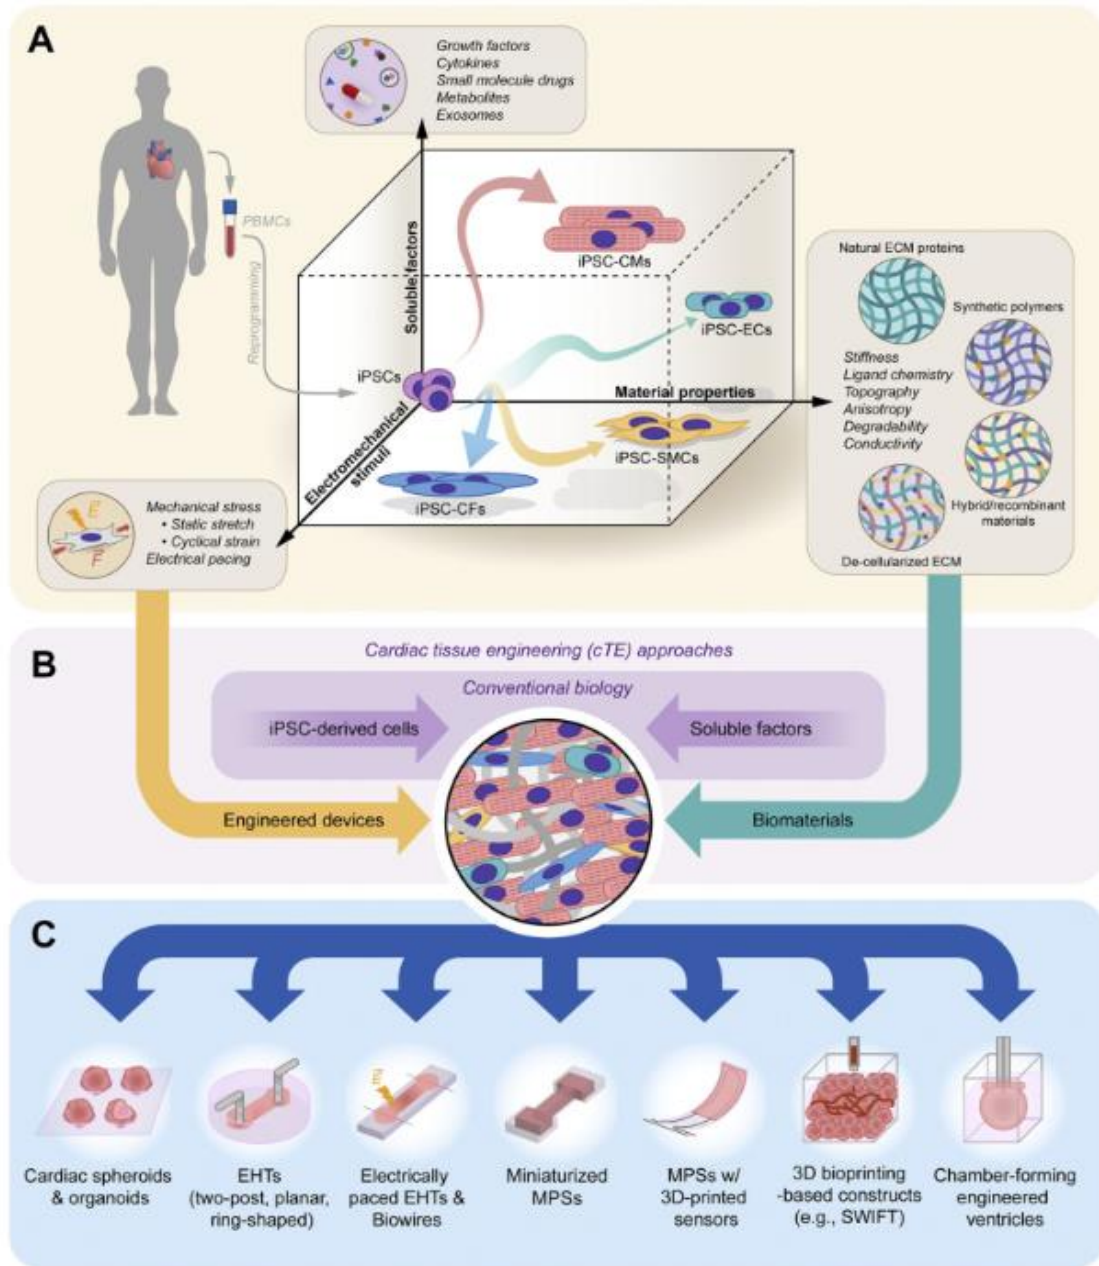 A
Growth factors
Cytokines
Small molecule drugs
Metabolites
Exosomes
PBMCs
Reprogramming
Soluble factors
iPSC-CMs
iPSC-ECs
iPSCs
Material properties
Electromechanical
stimuli
iPSC-SMCs
iPSC-CFs
Natural ECM proteins
Synthetic polymers
Stiffness
Ligand chemistry
Topography
Anisotropy
Degradability
Conductivity
Hybrid/recombinant
materials
De-cellularized ECM
E
F
Mechanical stress
• Static stretch
• Cyclical strain
Electrical pacing
B
Cardiac tissue engineering (cTE) approaches
Conventional biology
iPSC-derived cells
Soluble factors
Engineered devices
Biomaterials
C
Cardiac spheroids
& organoids
EHTs
(two-post, planar,
ring-shaped)
Electrically
paced EHTs &
Biowires
Miniaturized
MPSs
MPSs w/
3D-printed
sensors
3D bioprinting
-based constructs
(e.g., SWIFT)
Chamber-forming
engineered
ventricles